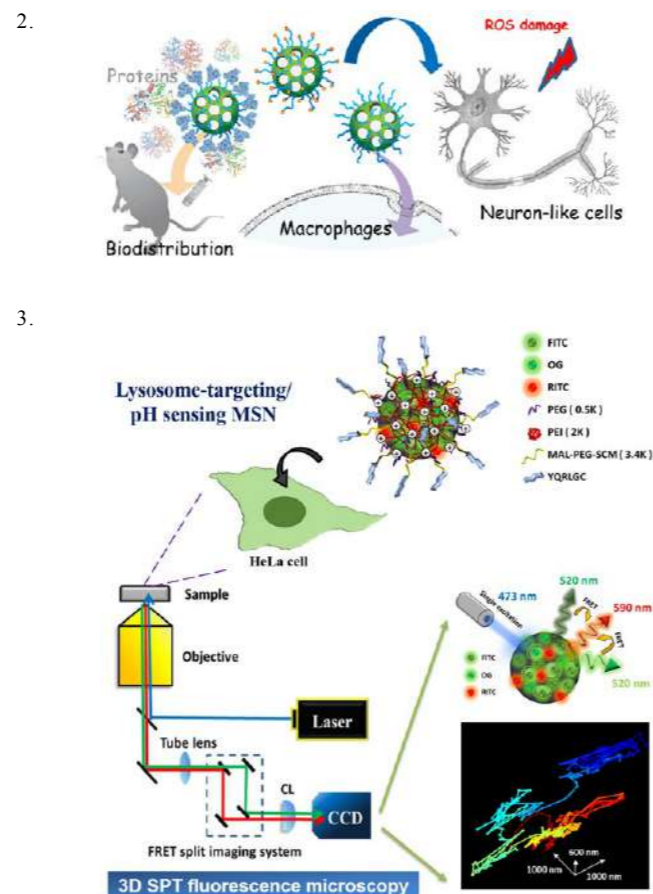 2.
ROS damage
Proteins
Macrophages
Neuron-like cells
Biodistribution
3.
Lysosome-targeting/
pH sensing MSN
FITC
OG
RITC
PEG ( 0.5K )
PEI ( 2K )
MAL-PEG-SCM ( 3.4K )
YQRLGC
HeLa cell
Sample
Objective
Laser
Tube lens
CL
CCD
FRET split imaging system
3D SPT fluorescence microscopy
Single excitation
473 nm
520 nm
FRET
590 nm
FRET
520 nm
FITC
OG
RITC
600 nm
1000 nm
1000 nm